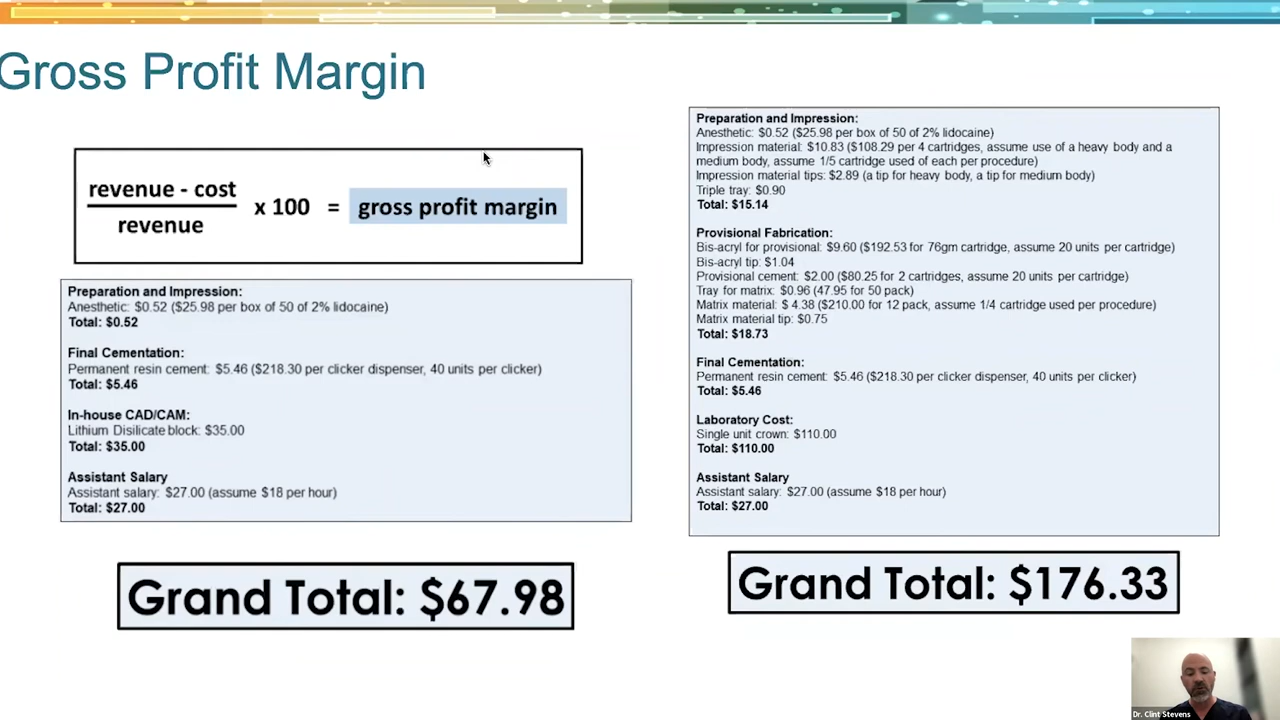 Gross Profit Margin
revenue - cost
revenue
x 100 = gross profit margin
Preparation and Impression:
Anesthetic: $0.52 ($25.98 per box of 50 of 2% lidocaine)
Total: $0.52
Final Cementation:
Permanent resin cement: $5.46 ($218.30 per clicker dispenser, 40 units per clicker)
Total: $5.46
In-house CAD/CAM:
Lithium Disilicate block: $35.00
Total: $35.00
Assistant Salary
Assistant salary: $27.00 (assume $18 per hour)
Total: $27.00
Grand Total: $67.98
Preparation and Impression:
Anesthetic: $0.52 ($25.98 per box of 50 of 2% lidocaine)
Impression material: $10.83 ($108.29 per 4 cartridges, assume use of a heavy body and a
medium body, assume 1/5 cartridge used of each per procedure)
Impression material tips: $2.89 (a tip for heavy body, a tip for medium body)
Triple tray: $0.90
Total: $15.14
Provisional Fabrication:
Bis-acryl for provisional: $9.60 ($192.53 for 76gm cartridge, assume 20 units per cartridge)
Bis-acryl tip: $1.04
Provisional cement: $2.00 ($80.25 for 2 cartridges, assume 20 units per cartridge)
Tray for matrix: $0.96 (47.95 for 50 pack)
Matrix material: $ 4.38 ($210.00 for 12 pack, assume 1/4 cartridge used per procedure)
Matrix material tip: $0.75
Total: $18.73
Final Cementation:
Permanent resin cement: $5.46 ($218.30 per clicker dispenser, 40 units per clicker)
Total: $5.46
Laboratory Cost:
Single unit crown: $110.00
Total: $110.00
Assistant Salary
Assistant salary: $27.00 (assume $18 per hour)
Total: $27.00
Grand Total: $176.33
Dr. Clint Stevens